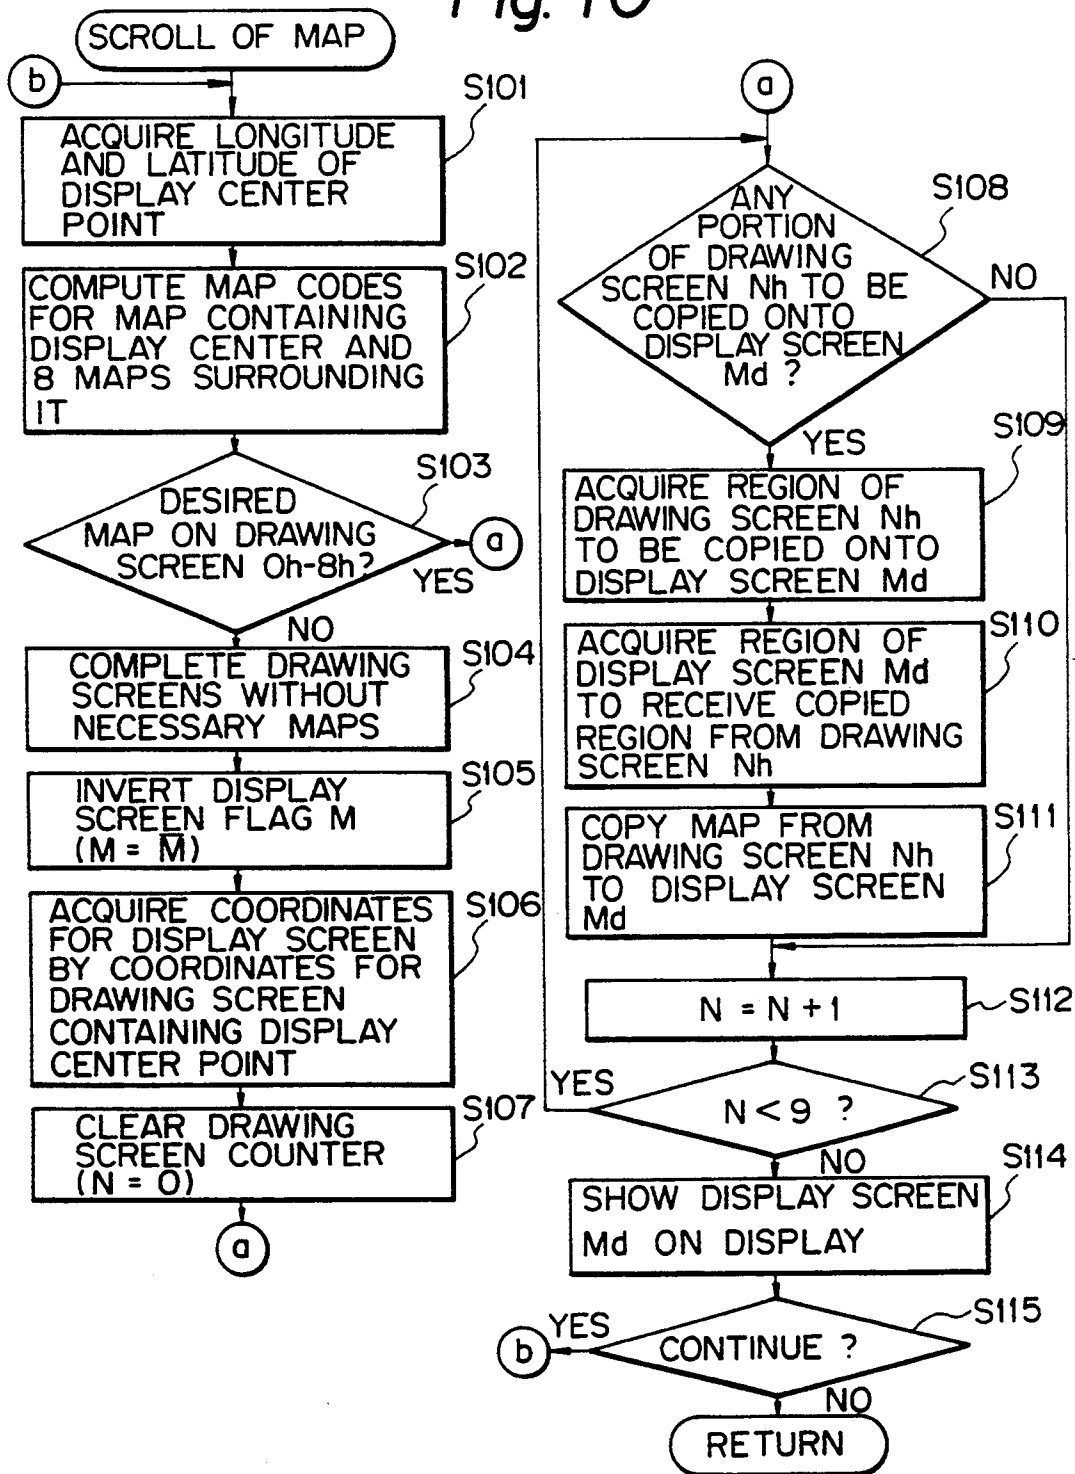 Fig. 10
SCROLL OF MAP
b
S101
ACQUIRE LONGITUDE
AND LATITUDE OF
DISPLAY CENTER
POINT
S102
COMPUTE MAP CODES
FOR MAP CONTAINING
DISPLAY CENTER AND
8 MAPS SURROUNDING
IT
S103
DESIRED
MAP ON DRAWING
SCREEN 0h-8h?
a
YES
NO
S104
COMPLETE DRAWING
SCREENS WITHOUT
NECESSARY MAPS
S105
INVERT DISPLAY
SCREEN FLAG M
(M = M̅)
S106
ACQUIRE COORDINATES
FOR DISPLAY SCREEN
BY COORDINATES FOR
DRAWING SCREEN
CONTAINING DISPLAY
CENTER POINT
S107
CLEAR DRAWING
SCREEN COUNTER
(N = 0)
a
a
S108
ANY
PORTION
OF DRAWING
SCREEN Nh TO BE
COPIED ONTO
DISPLAY SCREEN
Md ?
NO
YES
S109
ACQUIRE REGION OF
DRAWING SCREEN Nh
TO BE COPIED ONTO
DISPLAY SCREEN Md
S110
ACQUIRE REGION OF
DISPLAY SCREEN Md
TO RECEIVE COPIED
REGION FROM DRAWING
SCREEN Nh
S111
COPY MAP FROM
DRAWING SCREEN Nh
TO DISPLAY SCREEN
Md
N = N + 1
S112
YES
N < 9 ?
S113
NO
S114
SHOW DISPLAY SCREEN
Md ON DISPLAY
b
YES
CONTINUE ?
S115
NO
RETURN